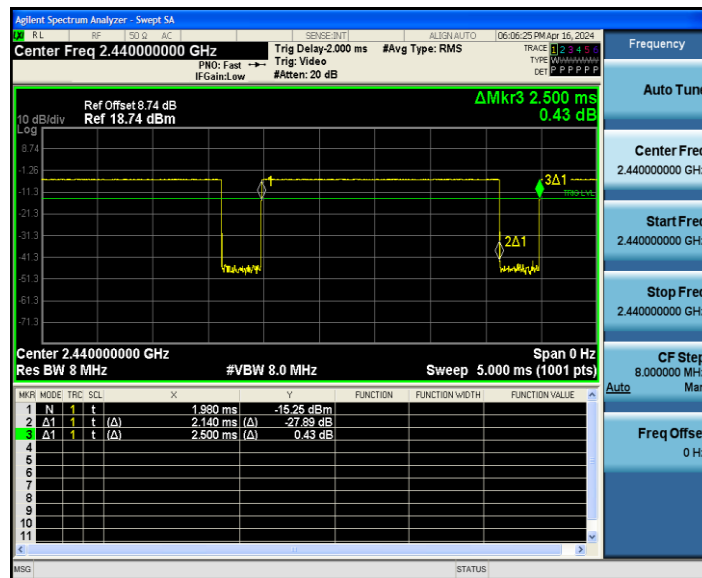 Agilent Spectrum Analyzer - Swept SA
LXI RL RF 50 Ω AC SENSE:INT ALIGN AUTO 06:06:25 PM Apr 16, 2024
Center Freq 2.440000000 GHz
PNO: Fast
IFGain:Low
Trig Delay-2.000 ms
Trig: Video
#Atten: 20 dB
#Avg Type: RMS
TRACE 1 2 3 4 5 6
TYPE W
DET P P P P P P
ΔMkr3 2.500 ms
0.43 dB
Ref Offset 8.74 dB
10 dB/div Ref 18.74 dBm
Log
8.74
-1.26
-11.3
-21.3
-31.3
-41.3
-51.3
-61.3
-71.3
1
3Δ1
TRIG LVL
2Δ1
Center 2.440000000 GHz Span 0 Hz
Res BW 8 MHz #VBW 8.0 MHz Sweep 5.000 ms (1001 pts)
MKR MODE TRC SCL X Y FUNCTION FUNCTION WIDTH FUNCTION VALUE
1 N 1 t 1.980 ms -15.25 dBm
2 Δ1 1 t (Δ) 2.140 ms (Δ) -27.89 dB
3 Δ1 1 t (Δ) 2.500 ms (Δ) 0.43 dB
4
5
6
7
8
9
10
11
MSG STATUS
Frequency
Auto Tune
Center Freq
2.440000000 GHz
Start Freq
2.440000000 GHz
Stop Freq
2.440000000 GHz
CF Step
8.000000 MHz
Auto Man
Freq Offset
0 Hz